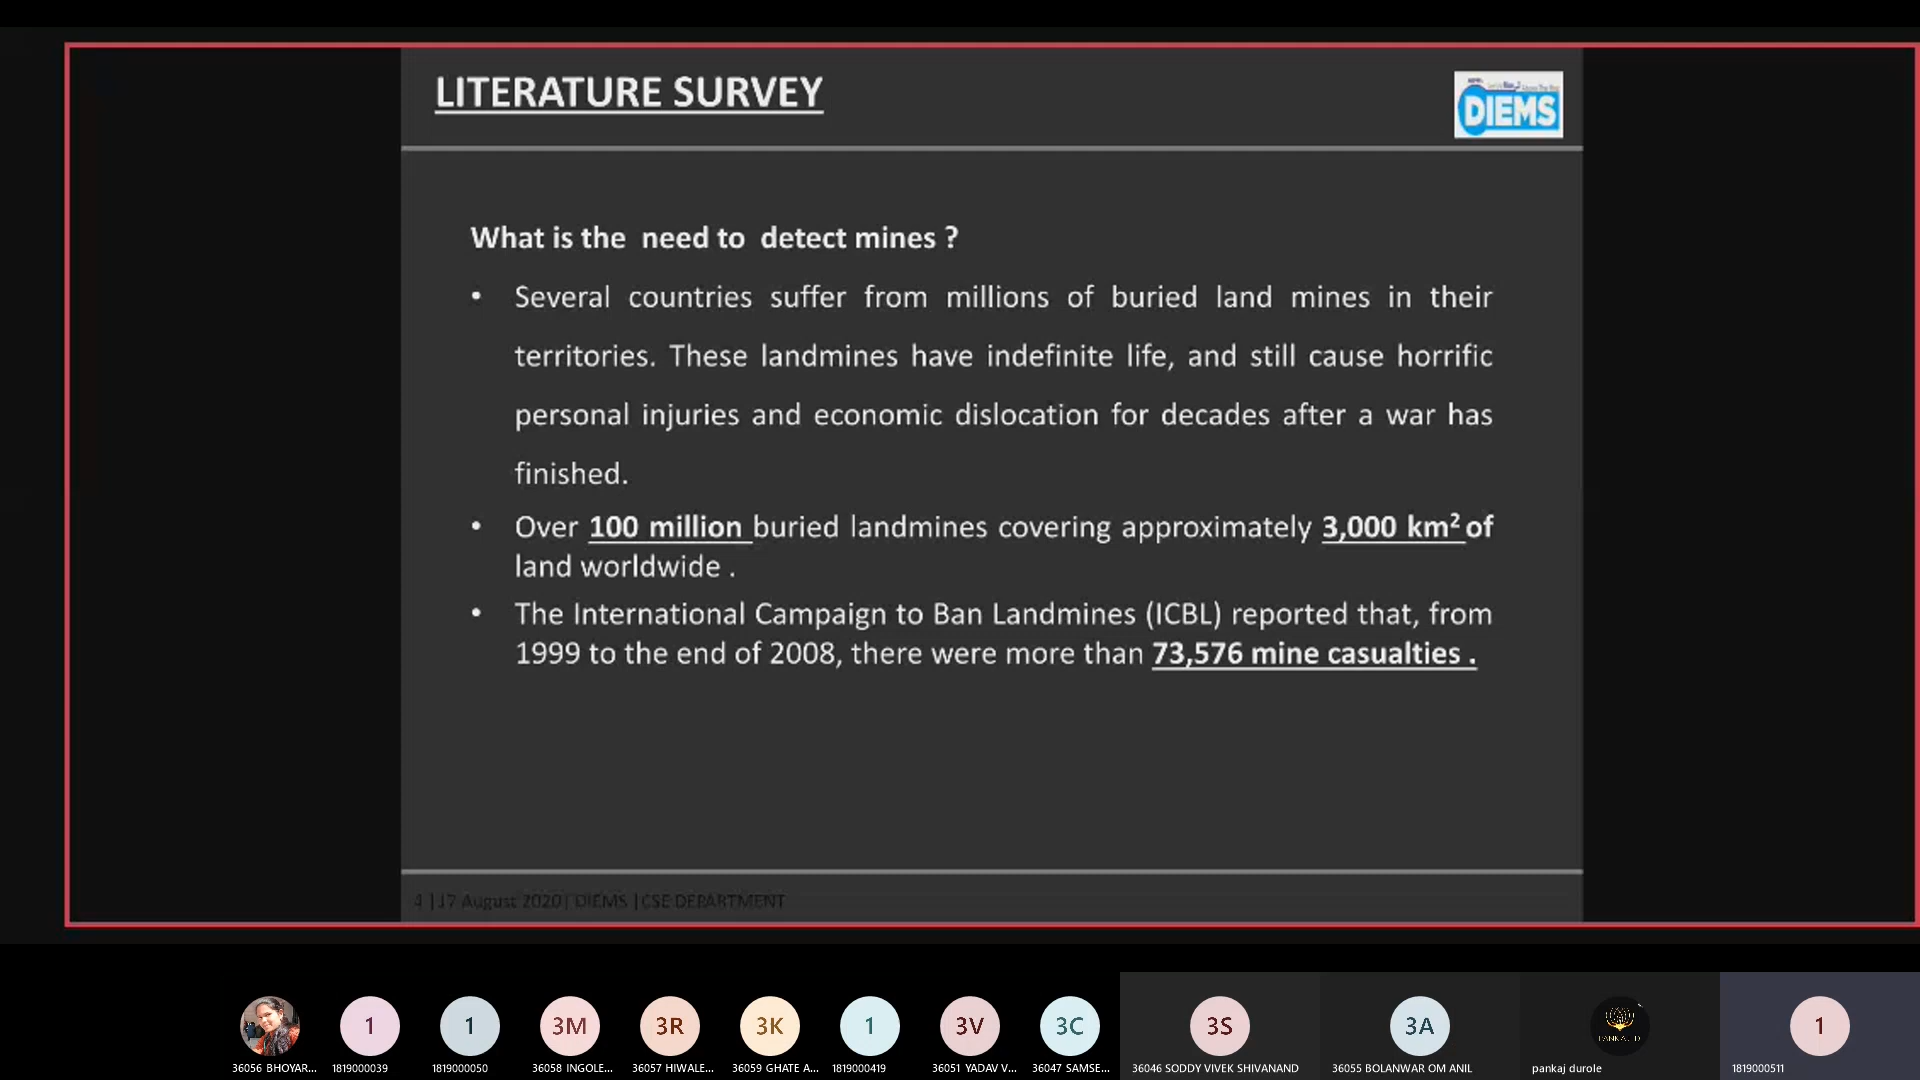 LITERATURE SURVEY
DIEMS
What is the need to detect mines ?
• Several countries suffer from millions of buried land mines in their
territories. These landmines have indefinite life, and still cause horrific
personal injuries and economic dislocation for decades after a war has
finished.
• Over 100 million buried landmines covering approximately 3,000 km² of
land worldwide .
• The International Campaign to Ban Landmines (ICBL) reported that, from
1999 to the end of 2008, there were more than 73,576 mine casualties .
4 |17 August 2020| DIEMS |CSE DEPARTMENT
1 1 3M 3R 3K 1 3V 3C 3S 3A 1
36056 BHOYAR... 1819000039 1819000050 36058 INGOLE... 36057 HIWALE... 36059 GHATE A... 1819000419 36051 YADAV V... 36047 SAMSE... 36046 SODDY VIVEK SHIVANAND 36055 BOLANWAR OM ANIL pankaj durole 1819000511